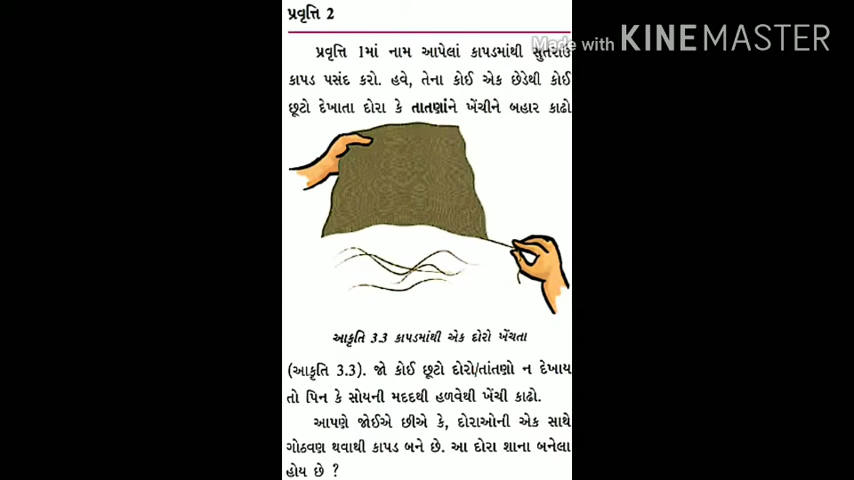 પ્રવૃત્તિ 2
Made with KINEMASTER
પ્રવૃત્તિ 1માં નામ આપેલાં કાપડમાંથી સુતરાઉ
કાપડ પસંદ કરો. હવે, તેના કોઈ એક છેડેથી કોઈ
છૂટો દેખાતા દોરા કે તાતણાંને ખેંચીને બહાર કાઢો
આકૃતિ 3.3 કાપડમાંથી એક દોરો ખેંચતા
(આકૃતિ 3.3). જો કોઈ છૂટો દોરો/તાંતણો ન દેખાય
તો પિન કે સોયની મદદથી હળવેથી ખેંચી કાઢો.
આપણે જોઈએ છીએ કે, દોરાઓની એક સાથે
ગોઠવણ થવાથી કાપડ બને છે. આ દોરા શાના બનેલા
હોય છે ?